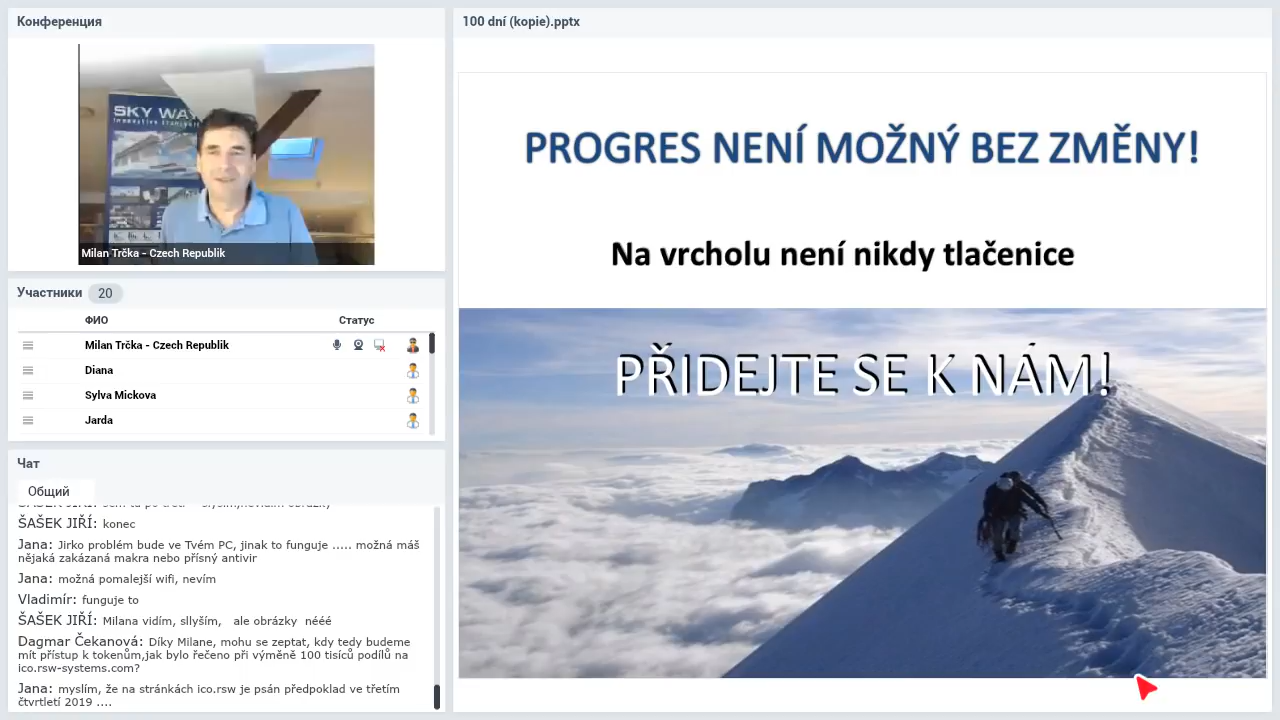 Конференция
SKY WAY
Milan Trčka - Czech Republik
Участники 20
ФИО Статус
Milan Trčka - Czech Republik
Diana
Sylva Mickova
Jarda
Чат
Общий
ŠAŠEK JIŘÍ: konec
Jana: Jirko problém bude ve Tvém PC, jinak to funguje ..... možná máš
nějaká zakázaná makra nebo přísný antivir
Jana: možná pomalejší wifi, nevím
Vladimír: funguje to
ŠAŠEK JIŘÍ: Milana vidím, sllyším, ale obrázky nééé
Dagmar Čekanová: Díky Milane, mohu se zeptat, kdy tedy budeme
mít přístup k tokenům,jak bylo řečeno při výměně 100 tisíců podílů na
ico.rsw-systems.com?
Jana: myslím, že na stránkách ico.rsw je psán předpoklad ve třetím
čtvrtletí 2019 ....
100 dní (kopie).pptx
PROGRES NENÍ MOŽNÝ BEZ ZMĚNY!
Na vrcholu není nikdy tlačenice
PŘIDEJTE SE K NÁM!